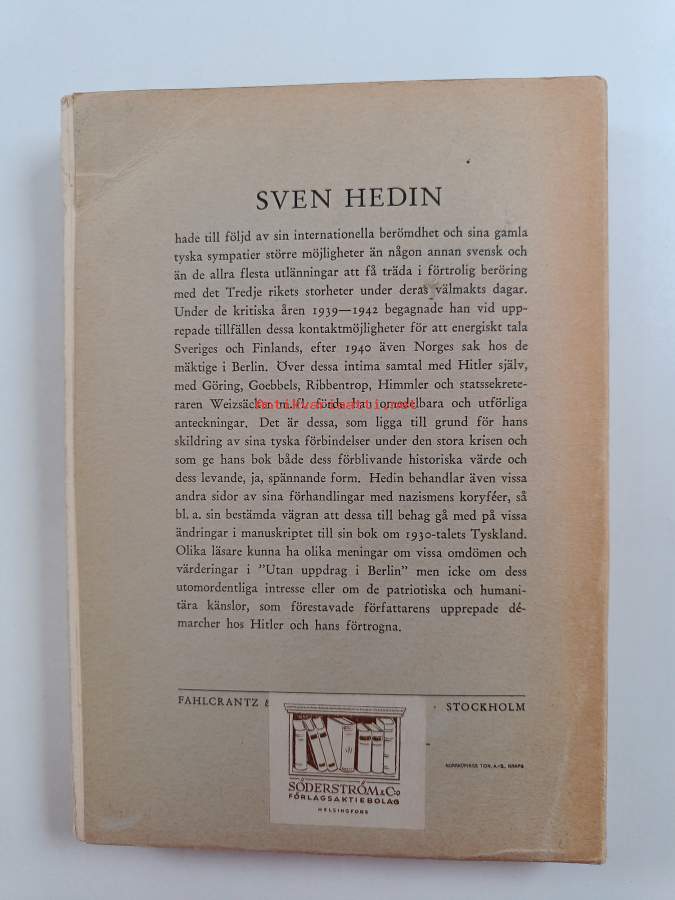 SVEN HEDIN
hade till följd av sin internationella berömdhet och sina gamla
tyska sympatier större möjligheter än någon annan svensk och
än de allra flesta utlänningar att få träda i förtrolig beröring
med det Tredje rikets storheter under deras välmakts dagar.
Under de kritiska åren 1939—1942 begagnade han vid upp-
repade tillfällen dessa kontaktmöjligheter för att energiskt tala
Sveriges och Finlands, efter 1940 även Norges sak hos de
mäktige i Berlin. Över dessa intima samtal med Hitler själv,
med Göring, Goebbels, Ribbentrop, Himmler och statssekrete-
raren Weizsäcker m. fl. förde han omedelbara och utförliga
antikvariaatti.net
anteckningar. Det är dessa, som ligga till grund för hans
skildring av sina tyska förbindelser under den stora krisen och
som ge hans bok både dess förblivande historiska värde och
dess levande, ja, spännande form. Hedin behandlar även vissa
andra sidor av sina förhandlingar med nazismens koryféer, så
bl. a. sin bestämda vägran att dessa till behag gå med på vissa
ändringar i manuskriptet till sin bok om 1930-talets Tyskland.
Olika läsare kunna ha olika meningar om vissa omdömen och
värderingar i ”Utan uppdrag i Berlin” men icke om dess
utomordentliga intresse eller om de patriotiska och humani-
tära känslor, som förestavade författarens upprepade dé-
marcher hos Hitler och hans förtrogna.
FAHLCRANTZ & STOCKHOLM
NORRKÖPINGS TIDN. A.-B.
SÖDERSTRÖM & C:o
FÖRLAGSAKTIEBOLAG
HELSINGFORS